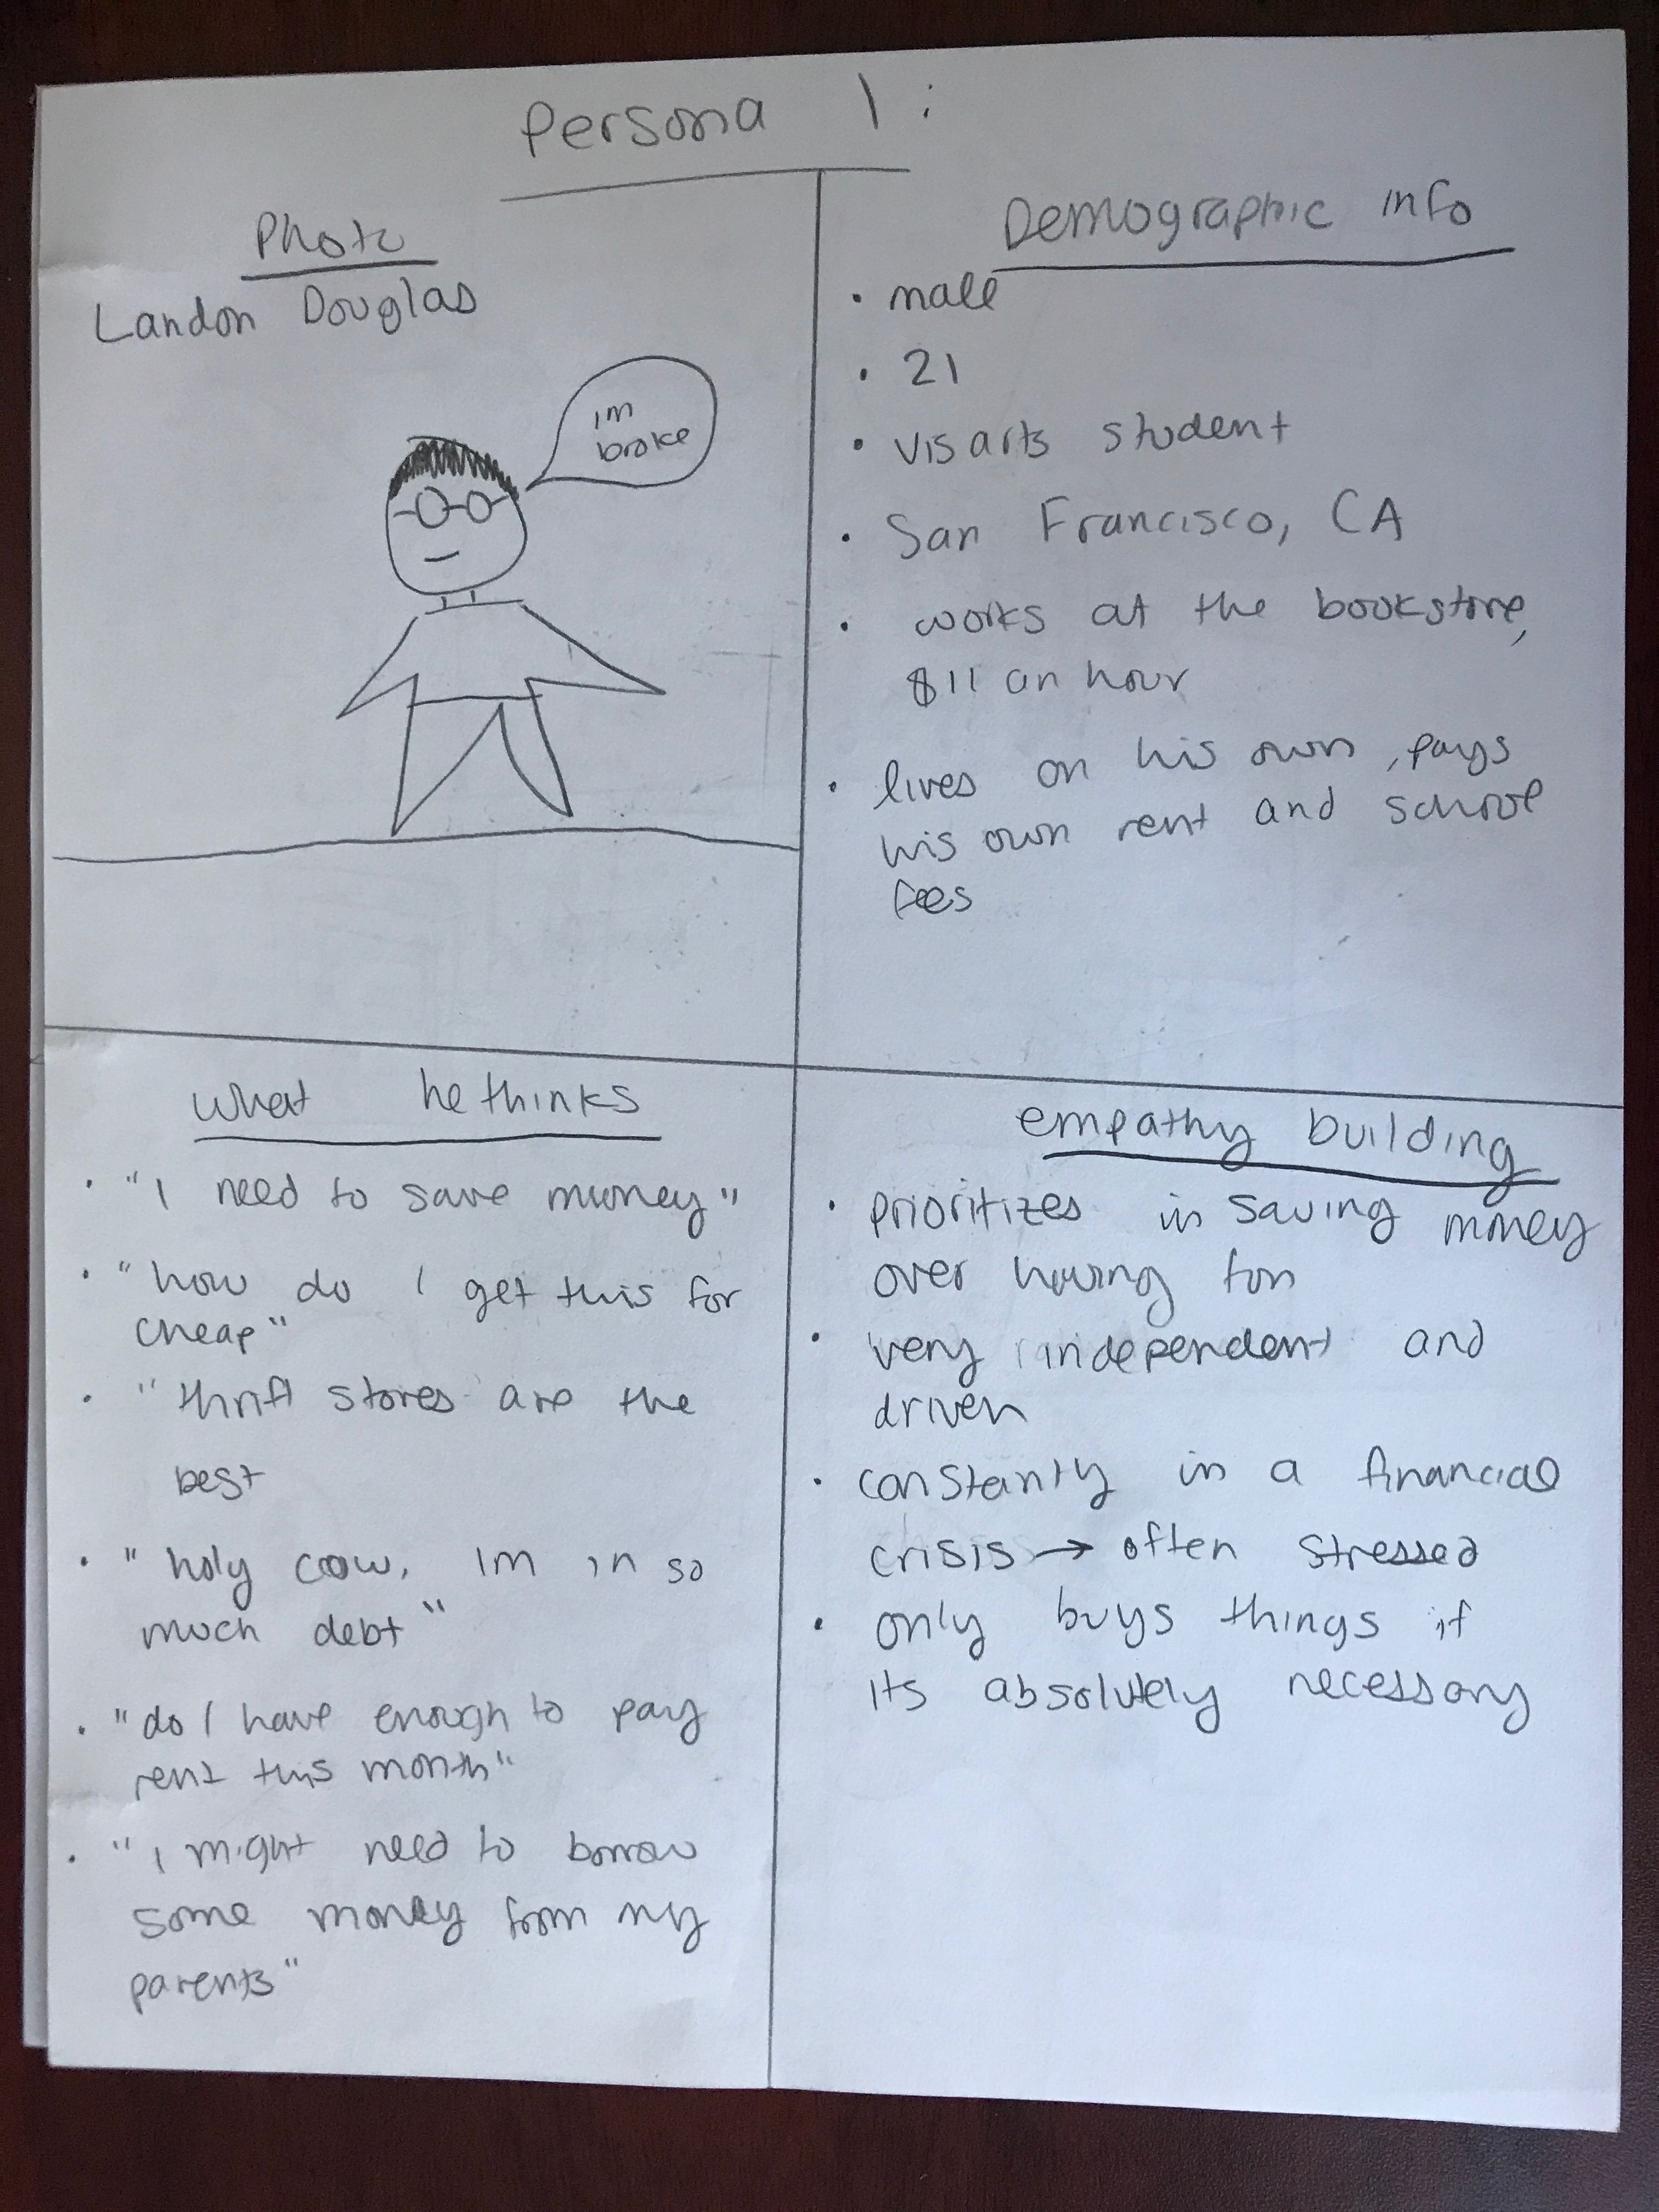 Persona 1:
Photo
Landon Douglas
im
broke
Demographic info
• male
• 21
• vis arts student
• San Francisco, CA
• works at the bookstore,
$11 an hour
• lives on his own, pays
his own rent and school
fees
what he thinks
• "I need to save money"
• "how do I get this for
cheap"
• "thrift stores are the
best
• "holy cow, im in so
much debt"
• "do I have enough to pay
rent this month"
• "I might need to borrow
some money from my
parents"
empathy building
• prioritizes in saving money
over having fun
• very independent and
driven
• constantly in a financial
crisis → often stressed
• only buys things if
its absolutely necessary